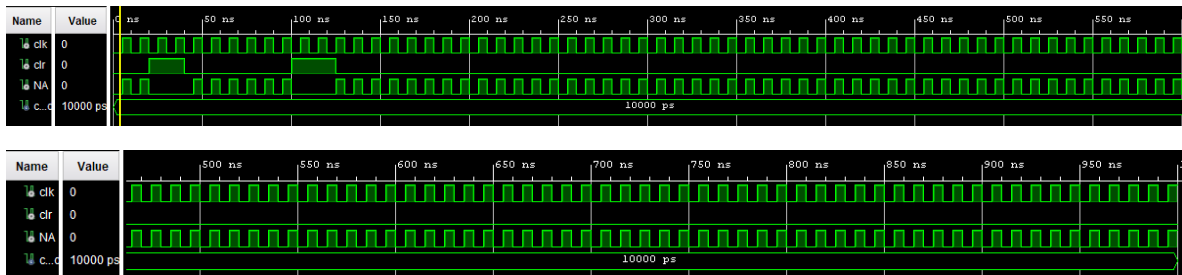 Name Value 0 ns 50 ns 100 ns 150 ns 200 ns 250 ns 300 ns 350 ns 400 ns 450 ns 500 ns 550 ns
clk 0
clr 0
NA 0
c...d 10000 ps 10000 ps
Name Value 500 ns 550 ns 600 ns 650 ns 700 ns 750 ns 800 ns 850 ns 900 ns 950 ns
clk 0
clr 0
NA 0
c...d 10000 ps 10000 ps